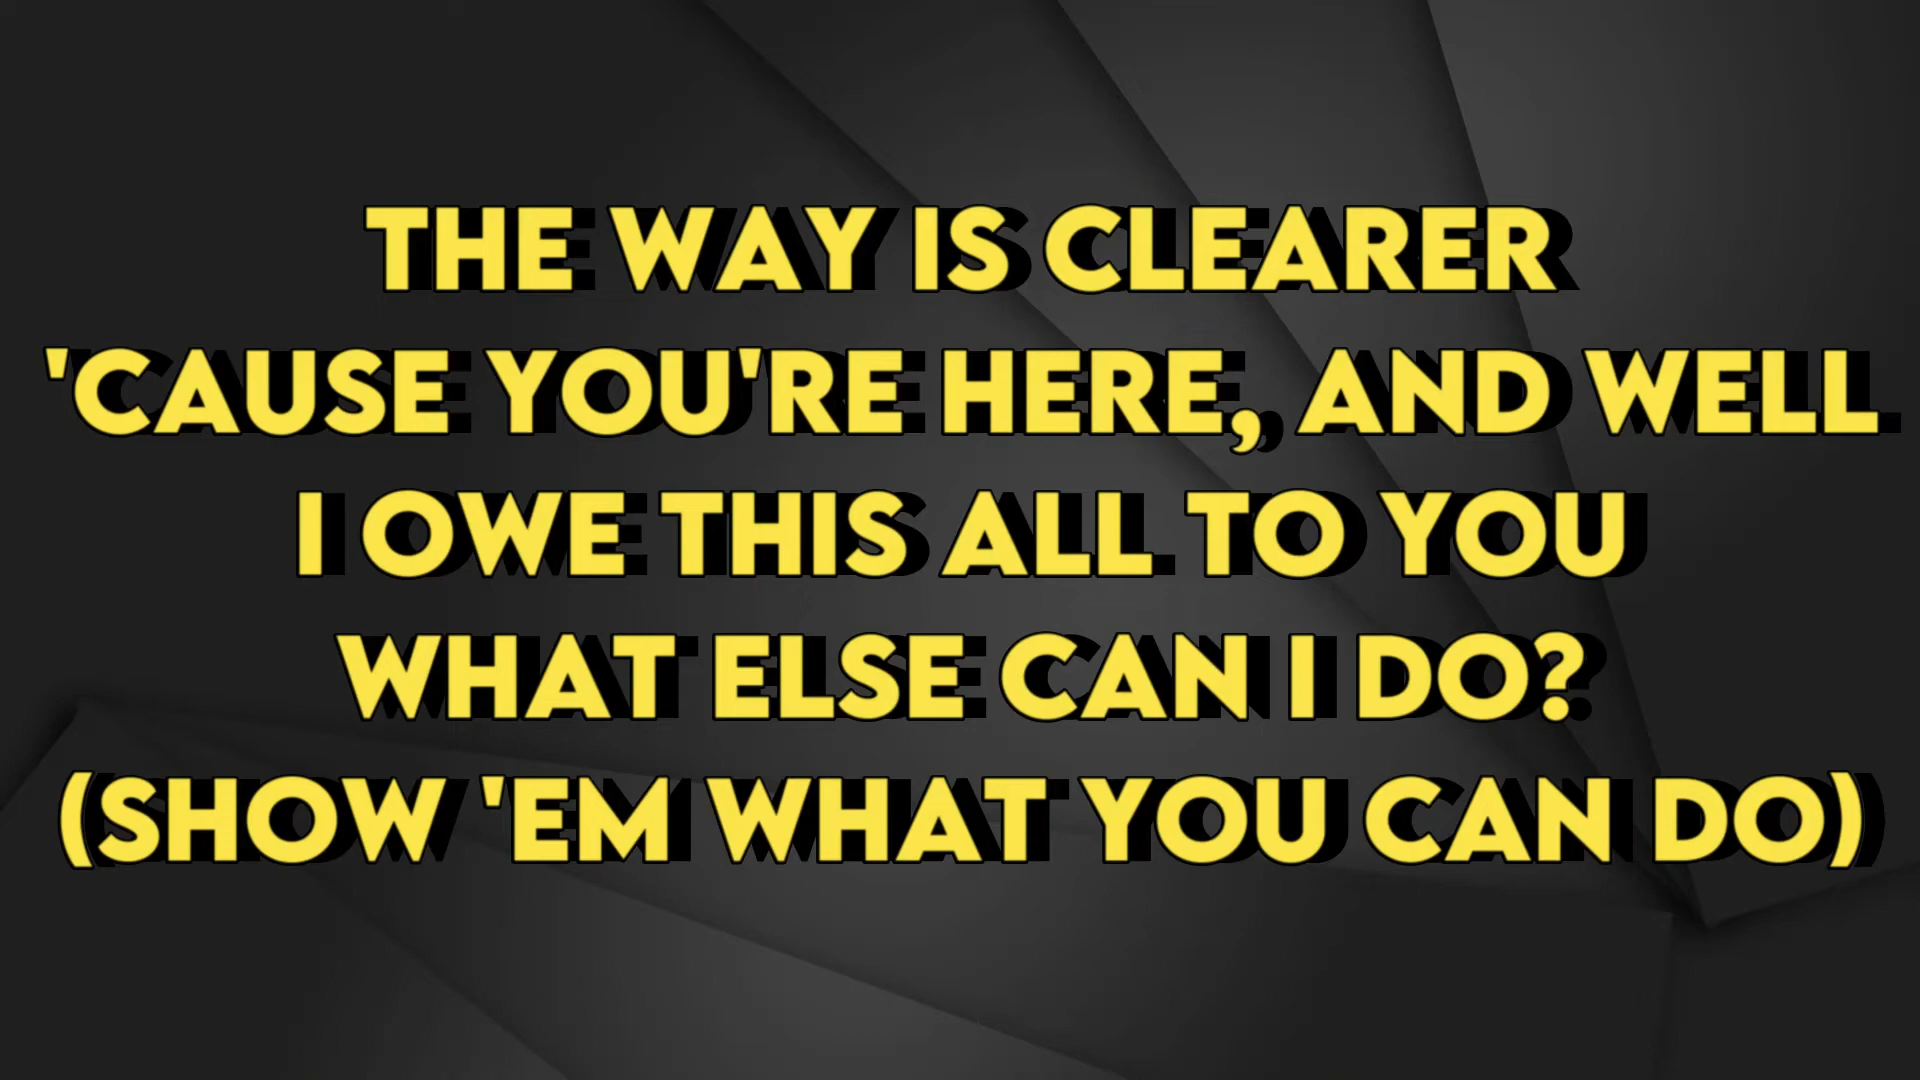 THE WAY IS CLEARER
'CAUSE YOU'RE HERE, AND WELL
I OWE THIS ALL TO YOU
WHAT ELSE CAN I DO?
(SHOW 'EM WHAT YOU CAN DO)